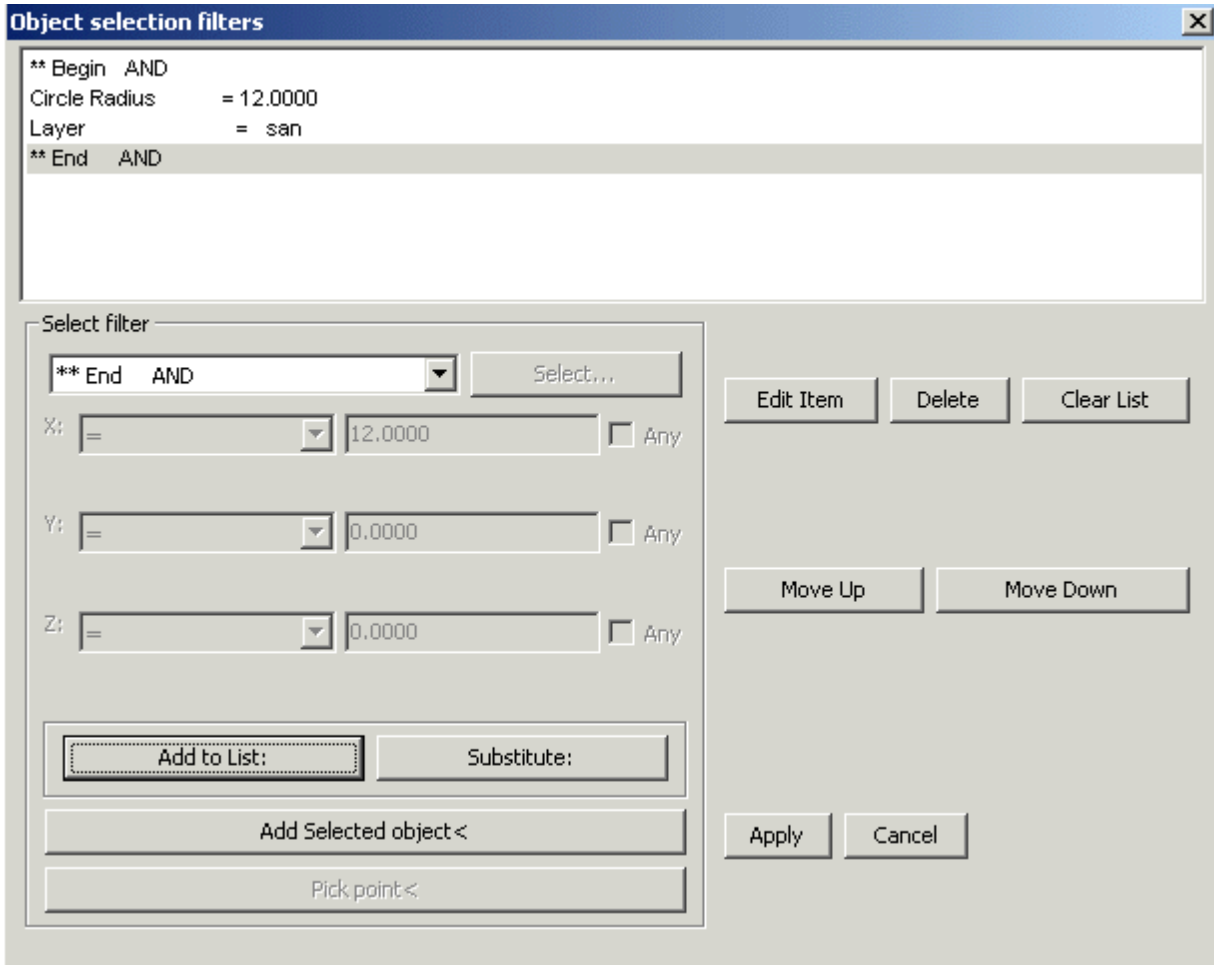 Object selection filters
** Begin AND
Circle Radius = 12.0000
Layer = san
** End AND
Select filter
** End AND Select...
Edit Item Delete Clear List
X: = 12.0000 Any
Y: = 0.0000 Any
Move Up Move Down
Z: = 0.0000 Any
Add to List: Substitute:
Add Selected object<
Apply Cancel
Pick point<